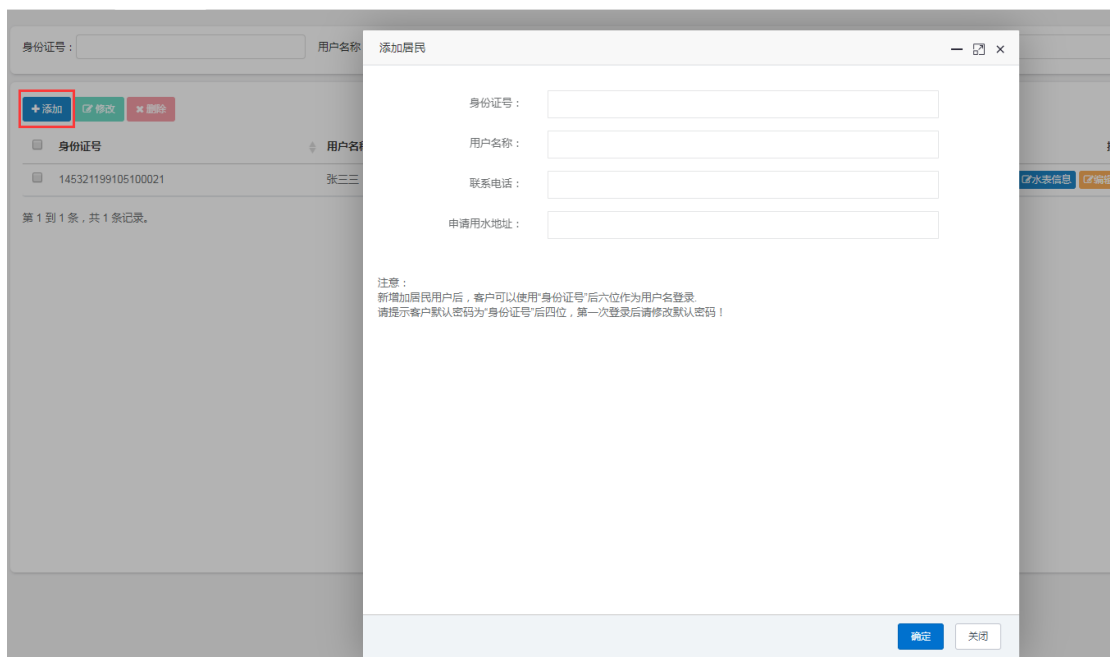 身份证号：
用户名称
添加居民
添加 修改 删除
身份证号 用户名称
145321199105100021 张三三 水表信息 编辑
第 1 到 1 条，共 1 条记录。
身份证号：
用户名称：
联系电话：
申请用水地址：
注意：
新增加居民用户后，客户可以使用“身份证号”后六位作为用户名登录.
请提示客户默认密码为“身份证号”后四位，第一次登录后请修改默认密码！
确定 关闭